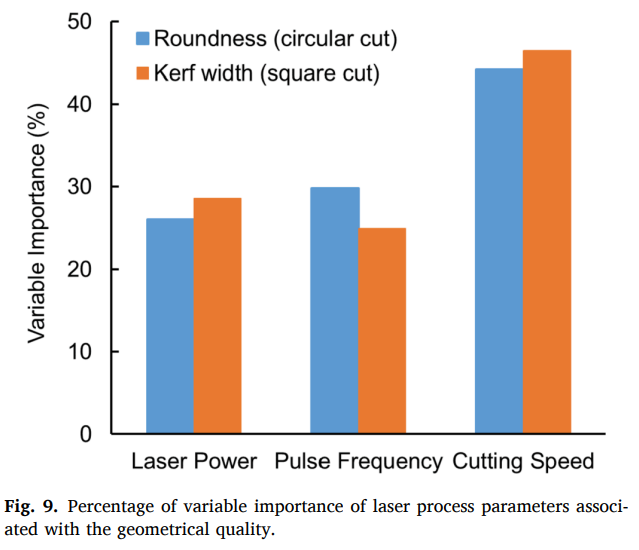 50
Roundness (circular cut)
Kerf width (square cut)
40
30
20
10
0
Variable Importance (%)
Laser Power Pulse Frequency Cutting Speed
Fig. 9. Percentage of variable importance of laser process parameters associ-
ated with the geometrical quality.